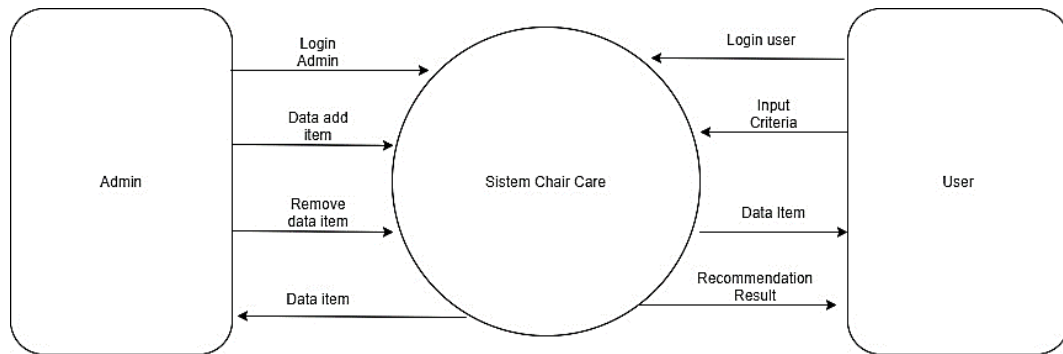 Admin
Login
Admin
Data add
item
Remove
data item
Data item
Sistem Chair Care
Login user
Input
Criteria
Data Item
Recommendation
Result
User